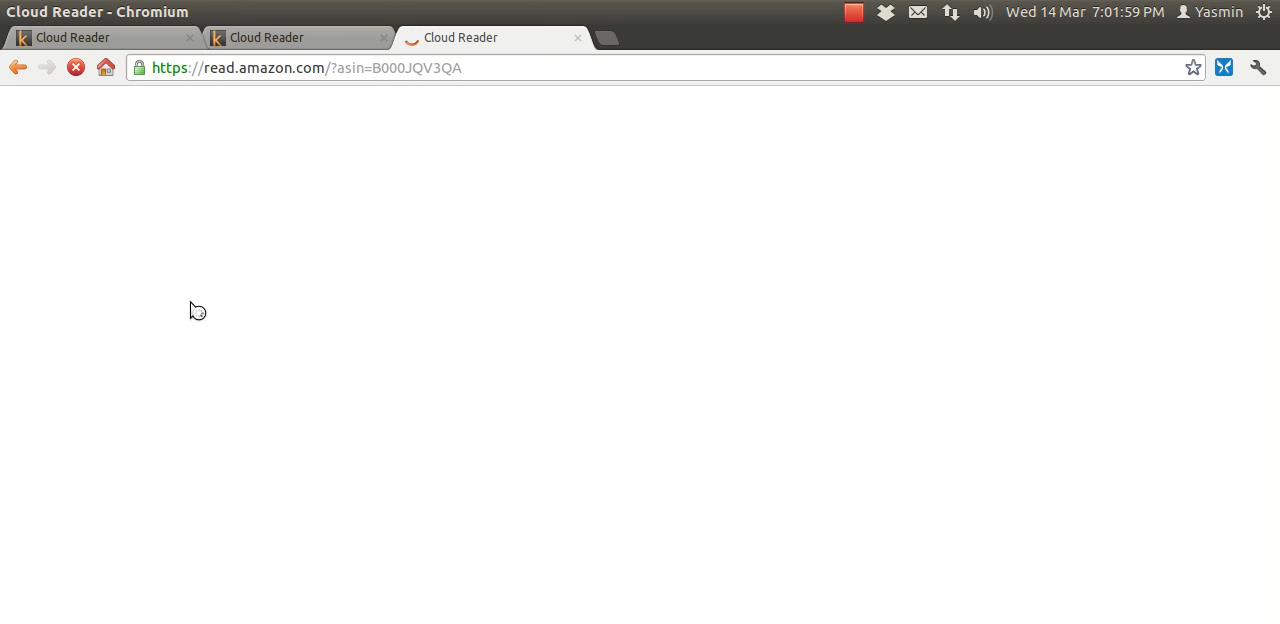 Cloud Reader - Chromium
Wed 14 Mar 7:01:59 PM Yasmin
Cloud Reader Cloud Reader Cloud Reader
https://read.amazon.com/?asin=B000JQV3QA